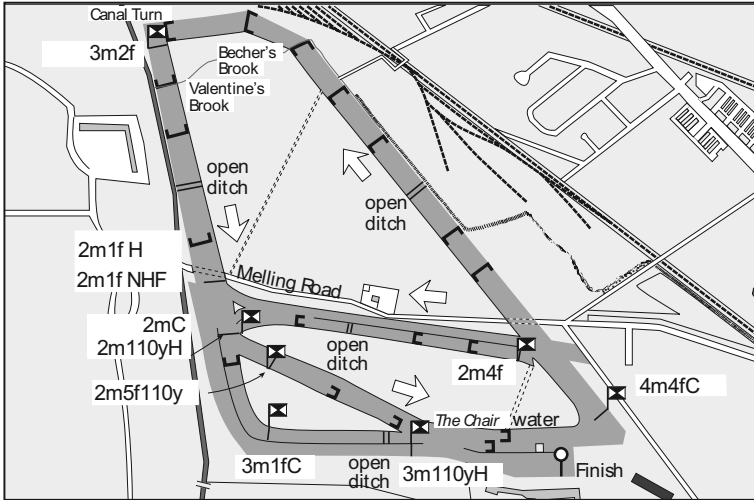 Canal Turn
3m2f
Becher's
Brook
Valentine's
Brook
open
ditch
open
ditch
2m1f H
2m1f NHF
Melling Road
2mC
2m110yH
open
ditch
2m4f
2m5f110y
4m4fC
The Chair
water
3m1fC
open
ditch
3m110yH
Finish